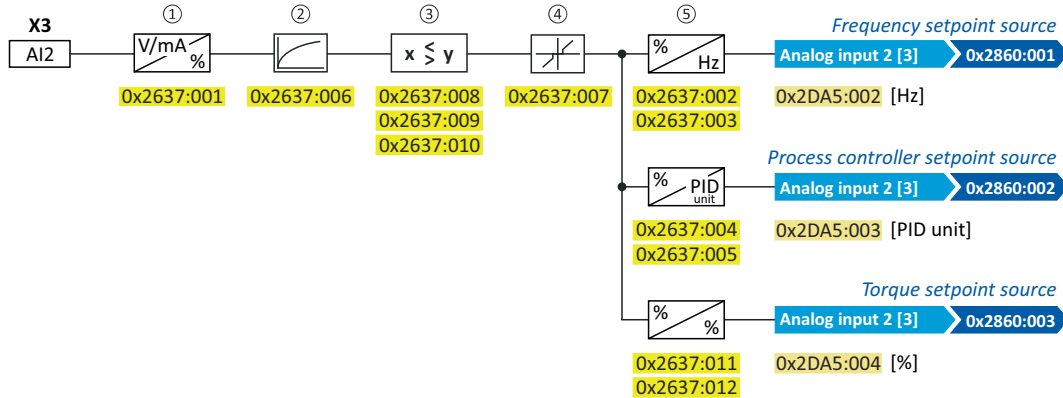 X3
AI2
①
V/mA
%
0x2637:001
②
0x2637:006
③
x ≶ y
0x2637:008
0x2637:009
0x2637:010
④
0x2637:007
⑤
%
Hz
0x2637:002
0x2637:003
Frequency setpoint source
Analog input 2 [3]
0x2860:001
0x2DA5:002 [Hz]
%
PID
unit
0x2637:004
0x2637:005
Process controller setpoint source
Analog input 2 [3]
0x2860:002
0x2DA5:003 [PID unit]
%
%
0x2637:011
0x2637:012
Torque setpoint source
Analog input 2 [3]
0x2860:003
0x2DA5:004 [%]